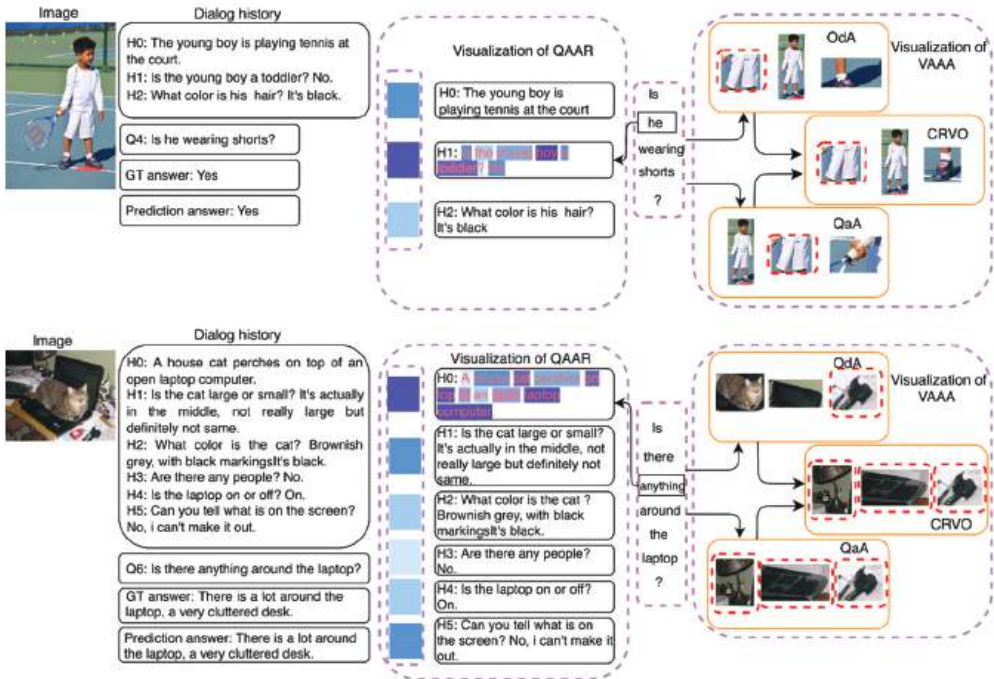 Image
Dialog history
H0: The young boy is playing tennis at
the court.
H1: Is the young boy a toddler? No.
H2: What color is his hair? It's black.
Q4: Is he wearing shorts?
GT answer: Yes
Prediction answer: Yes
Visualization of QAAR
H0: The young boy is
playing tennis at the court
H1: the young boy
toddler?
H2: What color is his hair?
It's black
Is
he
wearing
shorts
?
OdA
Visualization of
VAAA
CRVO
QaA
Image
Dialog history
H0: A house cat perches on top of an
open laptop computer.
H1: Is the cat large or small? It's actually
in the middle, not really large but
definitely not same.
H2: What color is the cat? Brownish
grey, with black markingsIt's black.
H3: Are there any people? No.
H4: Is the laptop on or off? On.
H5: Can you tell what is on the screen?
No, i can't make it out.
Q6: Is there anything around the laptop?
GT answer: There is a lot around the
laptop, a very cluttered desk.
Prediction answer: There is a lot around
the laptop, a very cluttered desk.
Visualization of QAAR
H0: A house cat perches on
top of an open laptop
computer
H1: Is the cat large or small?
It's actually in the middle, not
really large but definitely not
same.
H2: What color is the cat ?
Brownish grey, with black
markingsIt's black.
H3: Are there any people?
No.
H4: Is the laptop on or off?
On.
H5: Can you tell what is on
the screen? No, i can't make it
out.
Is
there
anything
around
the
laptop
?
QdA
Visualization of
VAAA
CRVO
QaA